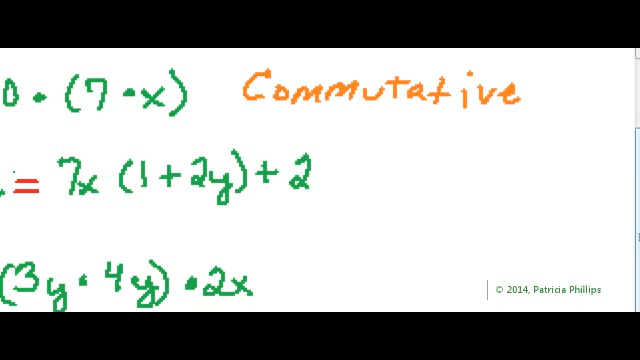 0 · (7 · x) Commutative
= 7x (1 + 2y) + 2
(3y · 4y) · 2x
© 2014, Patricia Phillips